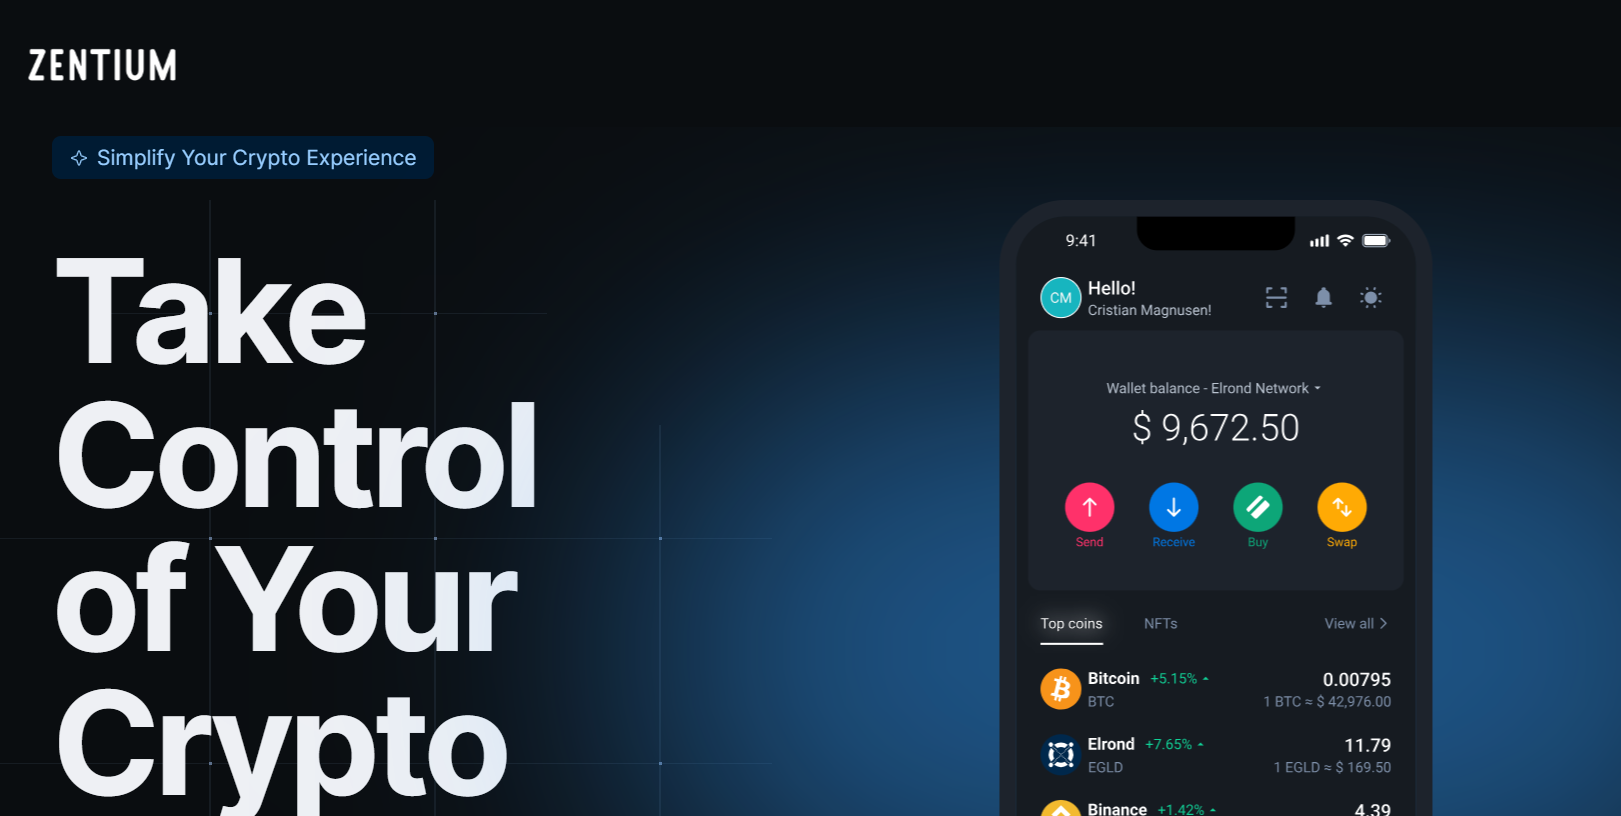 ZENTIUM
Simplify Your Crypto Experience
Take
Control
of Your
Crypto
9:41
CM
Hello!
Cristian Magnusen!
Wallet balance - Elrond Network
$ 9,672.50
Send Receive Buy Swap
Top coins NFTs View all
Bitcoin +5.15% 0.00795
BTC 1 BTC ≈ $ 42,976.00
Elrond +7.65% 11.79
EGLD 1 EGLD ≈ $ 169.50
Binance +1.42% 4.39